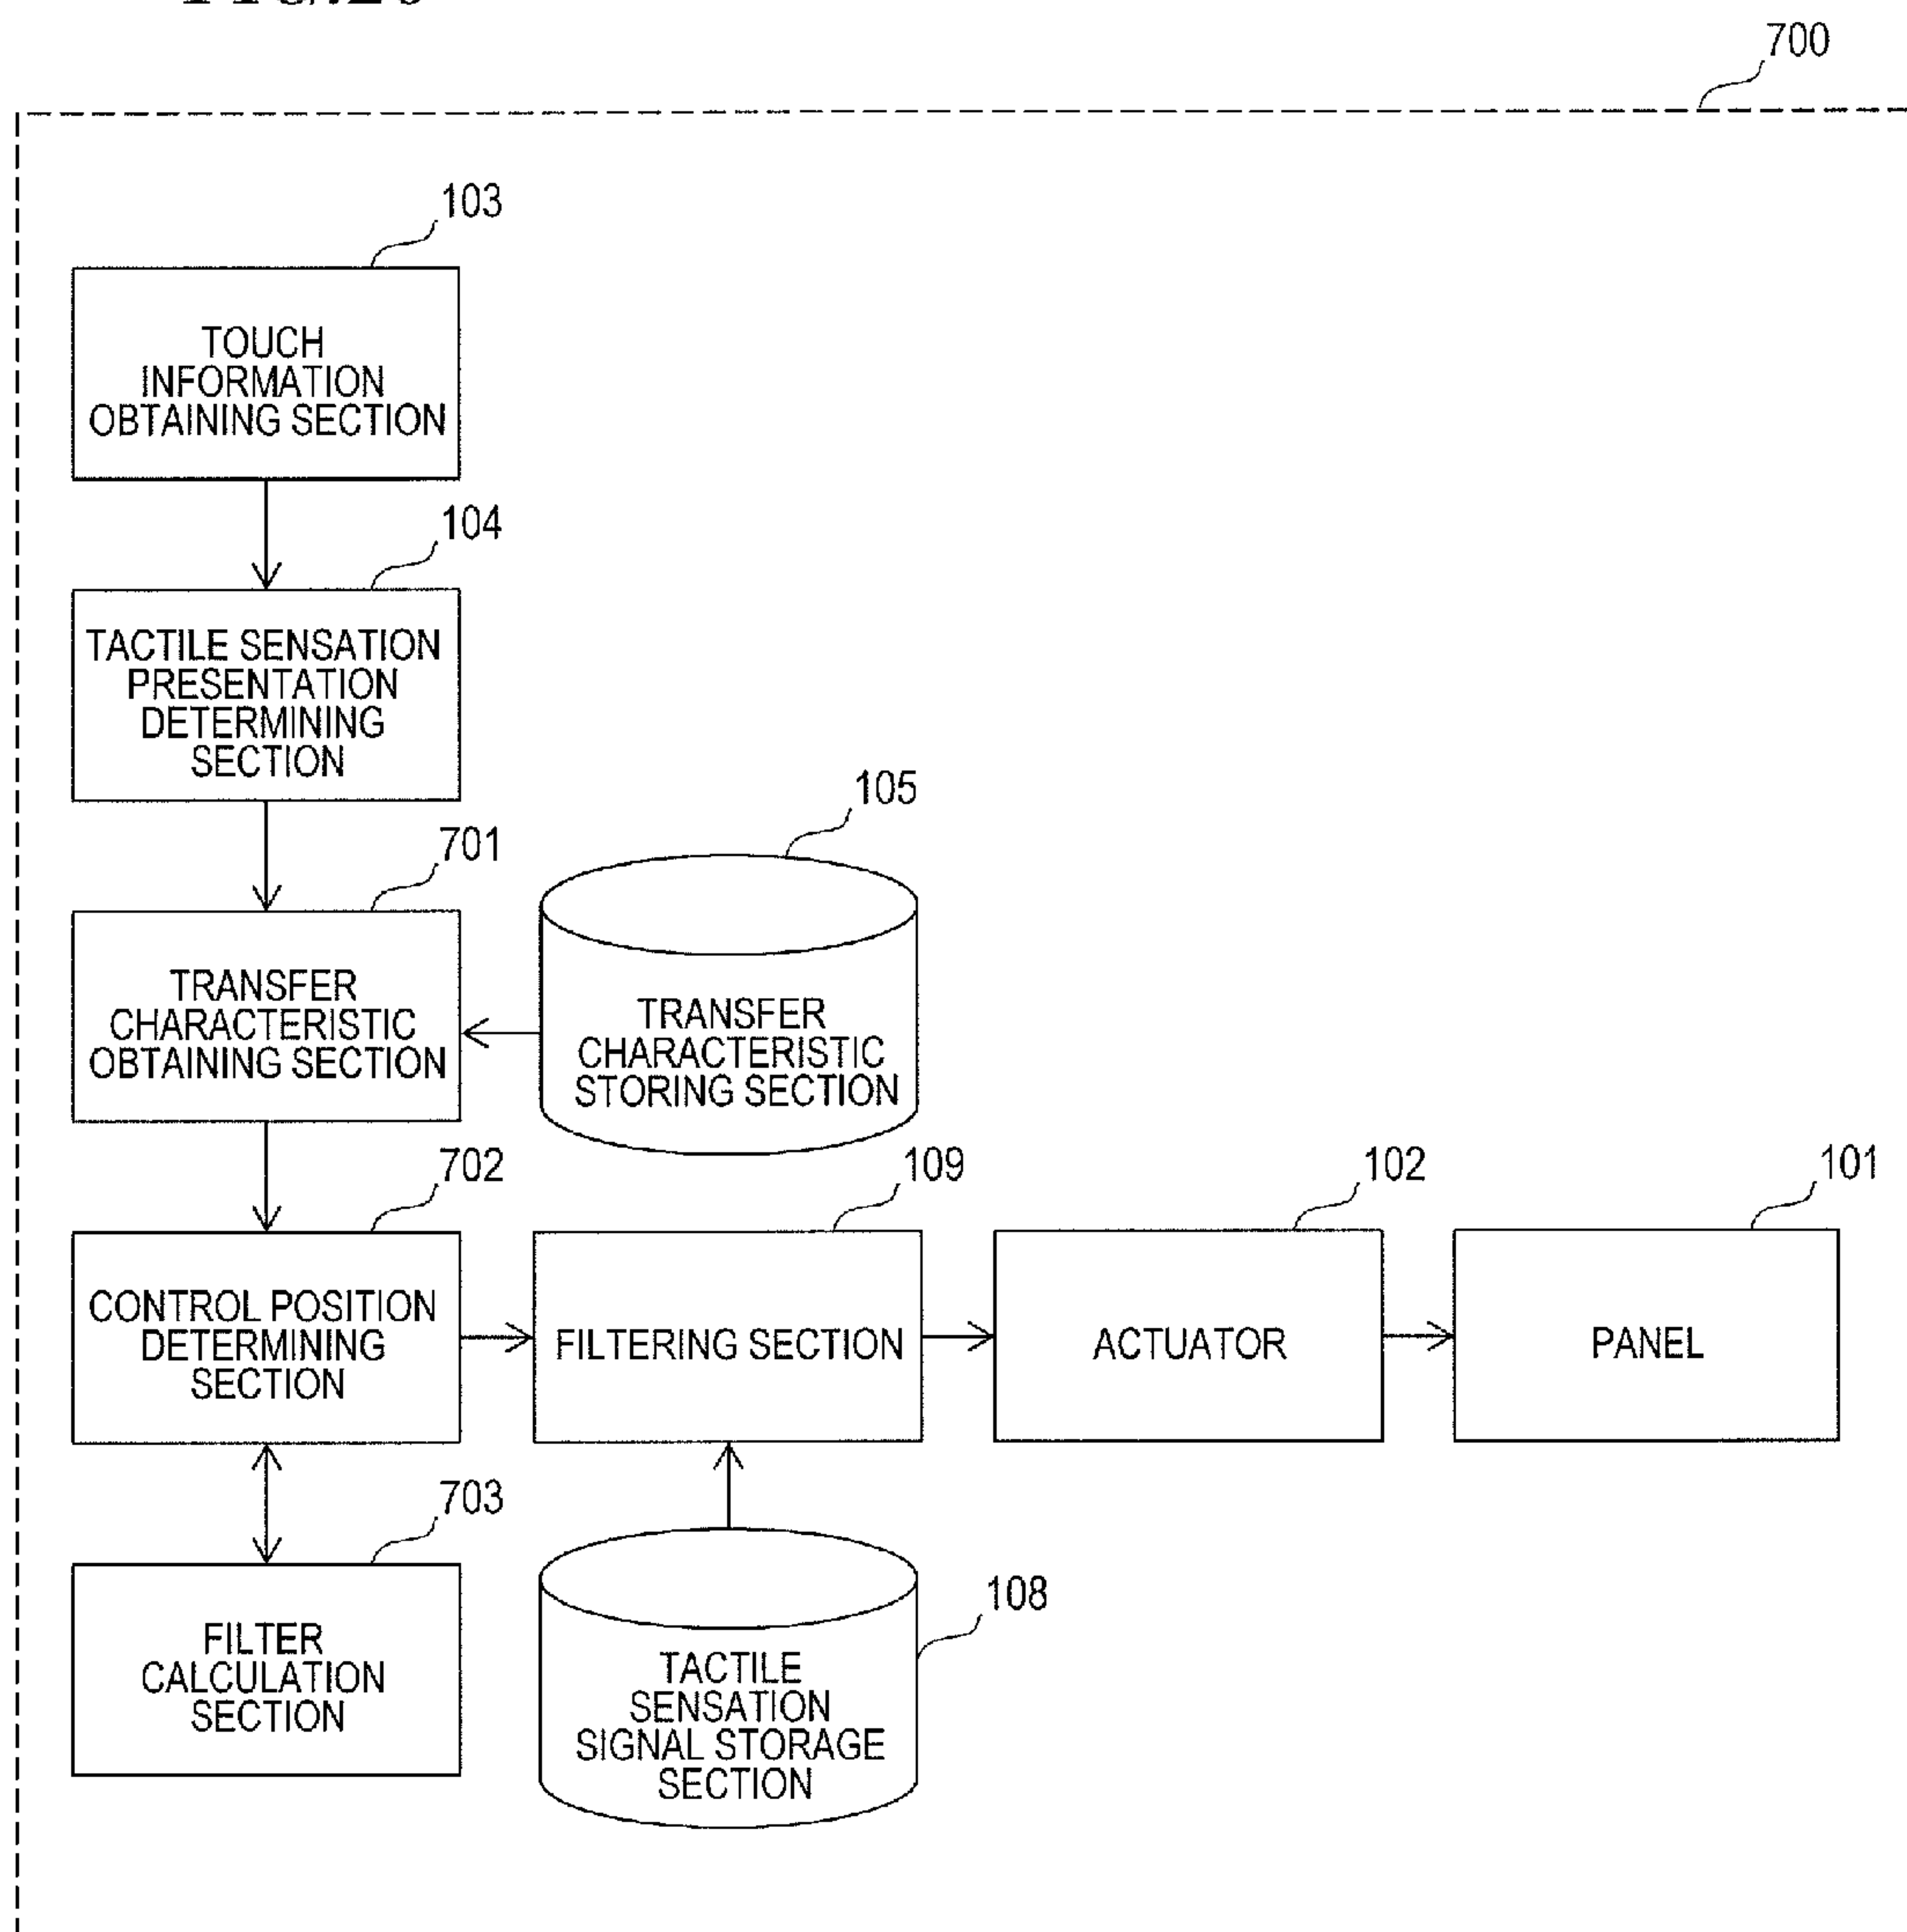 700
103
TOUCH
INFORMATION
OBTAINING SECTION
104
TACTILE SENSATION
PRESENTATION
DETERMINING
SECTION
701
TRANSFER
CHARACTERISTIC
OBTAINING SECTION
105
TRANSFER
CHARACTERISTIC
STORING SECTION
702
CONTROL POSITION
DETERMINING
SECTION
109
FILTERING SECTION
102
ACTUATOR
101
PANEL
703
FILTER
CALCULATION
SECTION
108
TACTILE
SENSATION
SIGNAL STORAGE
SECTION